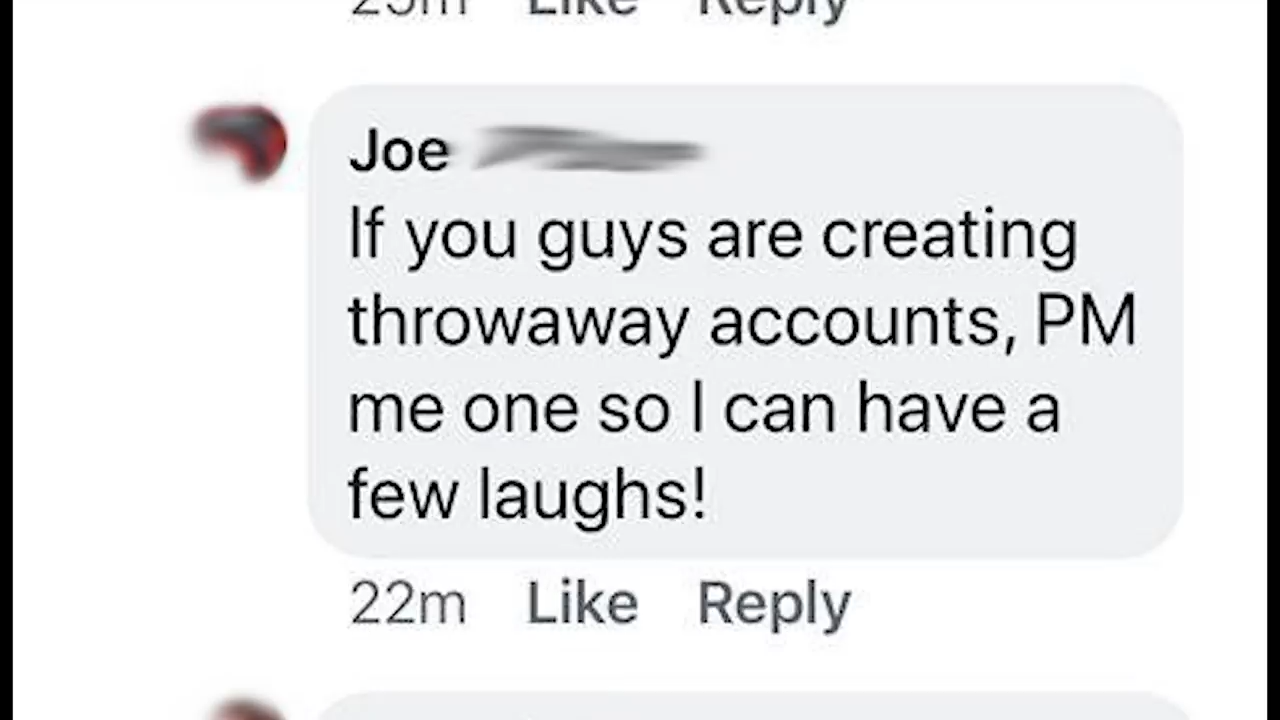 25m Like Reply
Joe
If you guys are creating
throwaway accounts, PM
me one so I can have a
few laughs!
22m Like Reply